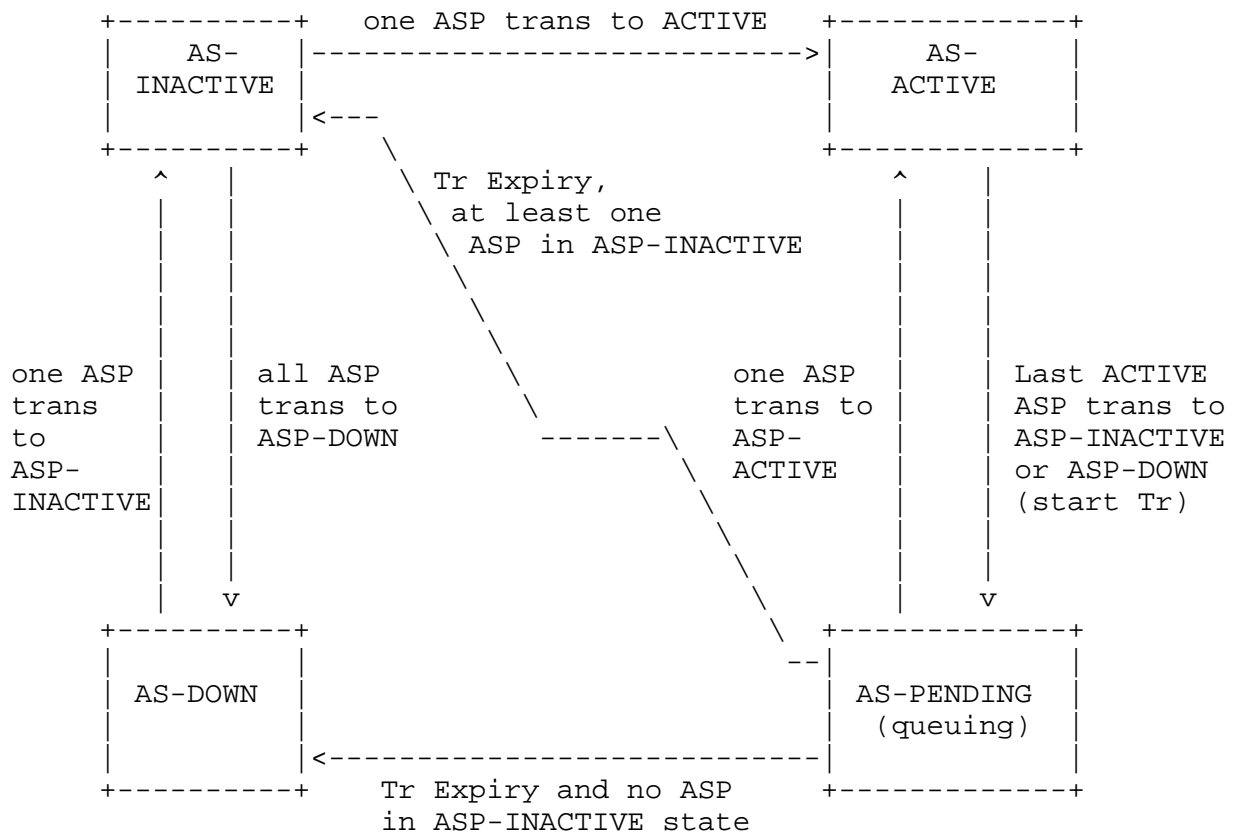 one ASP trans to ACTIVE
AS-
INACTIVE
AS-
ACTIVE
Tr Expiry,
at least one
ASP in ASP-INACTIVE
one ASP
trans
to
ASP-
INACTIVE
all ASP
trans to
ASP-DOWN
one ASP
trans to
ASP-
ACTIVE
Last ACTIVE
ASP trans to
ASP-INACTIVE
or ASP-DOWN
(start Tr)
AS-DOWN
AS-PENDING
(queuing)
Tr Expiry and no ASP
in ASP-INACTIVE state